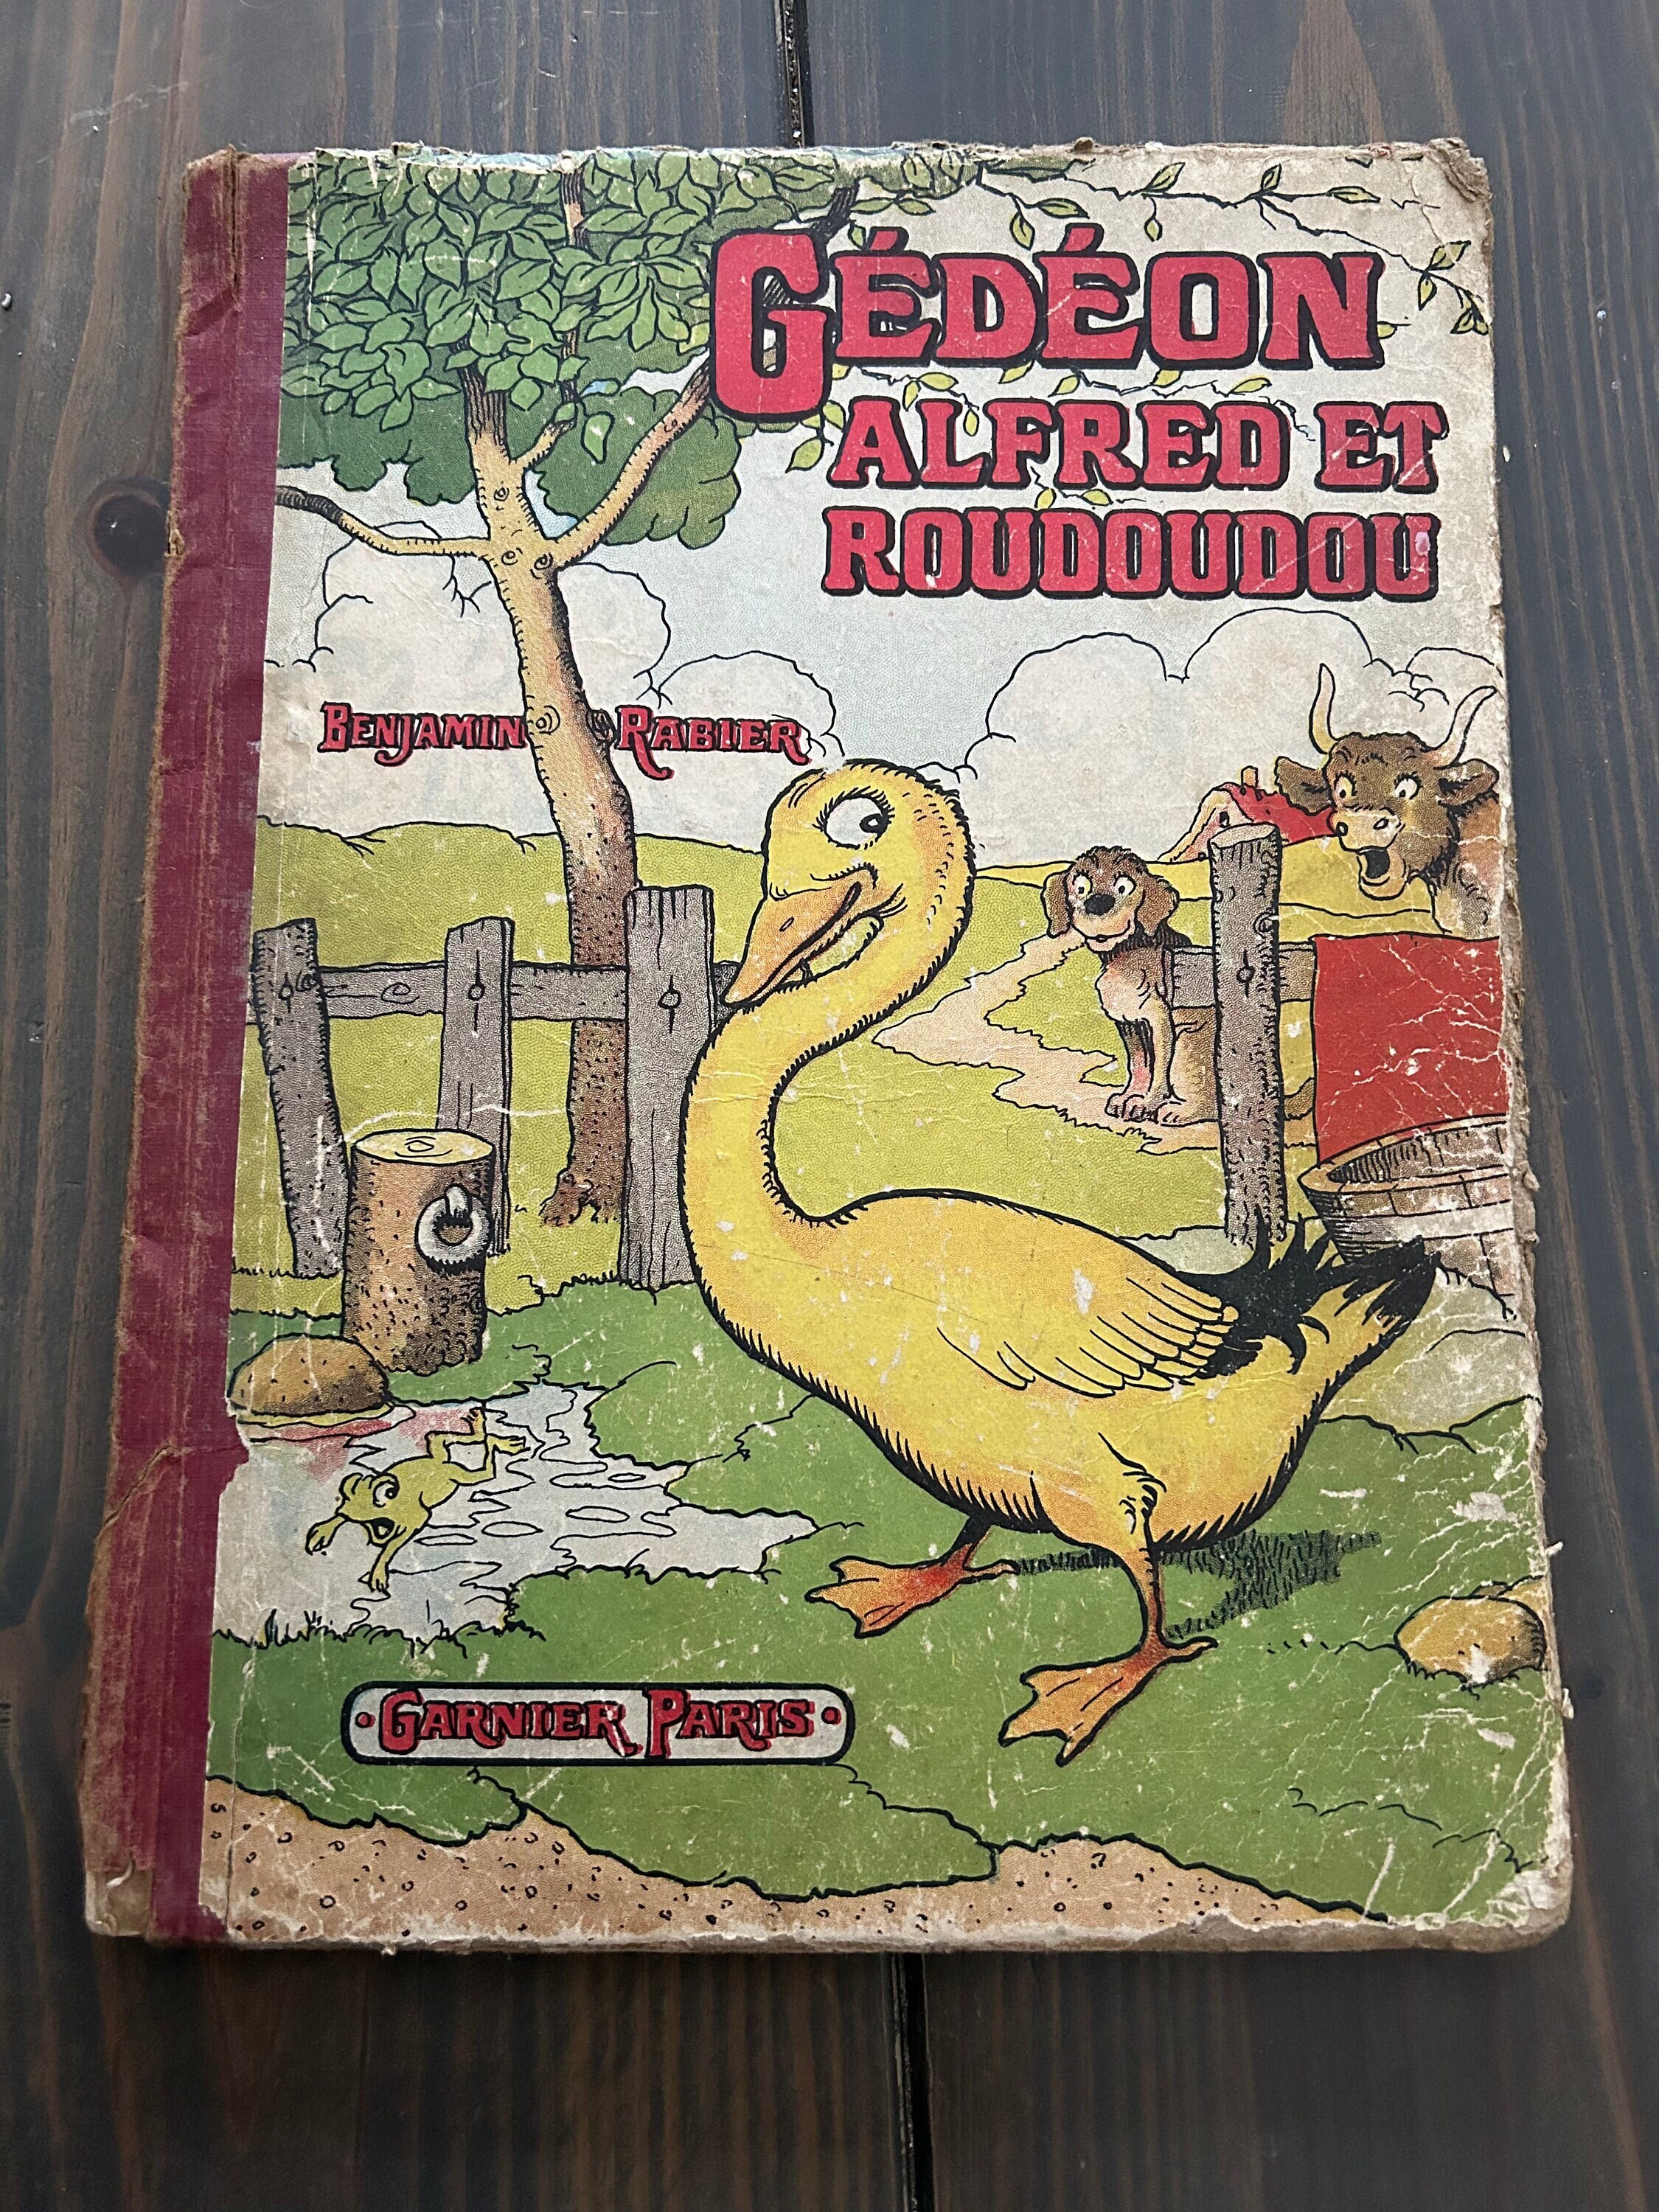 GÉDÉON
ALFRED ET
ROUDOUDOU
BENJAMIN RABIER
• GARNIER, PARIS •